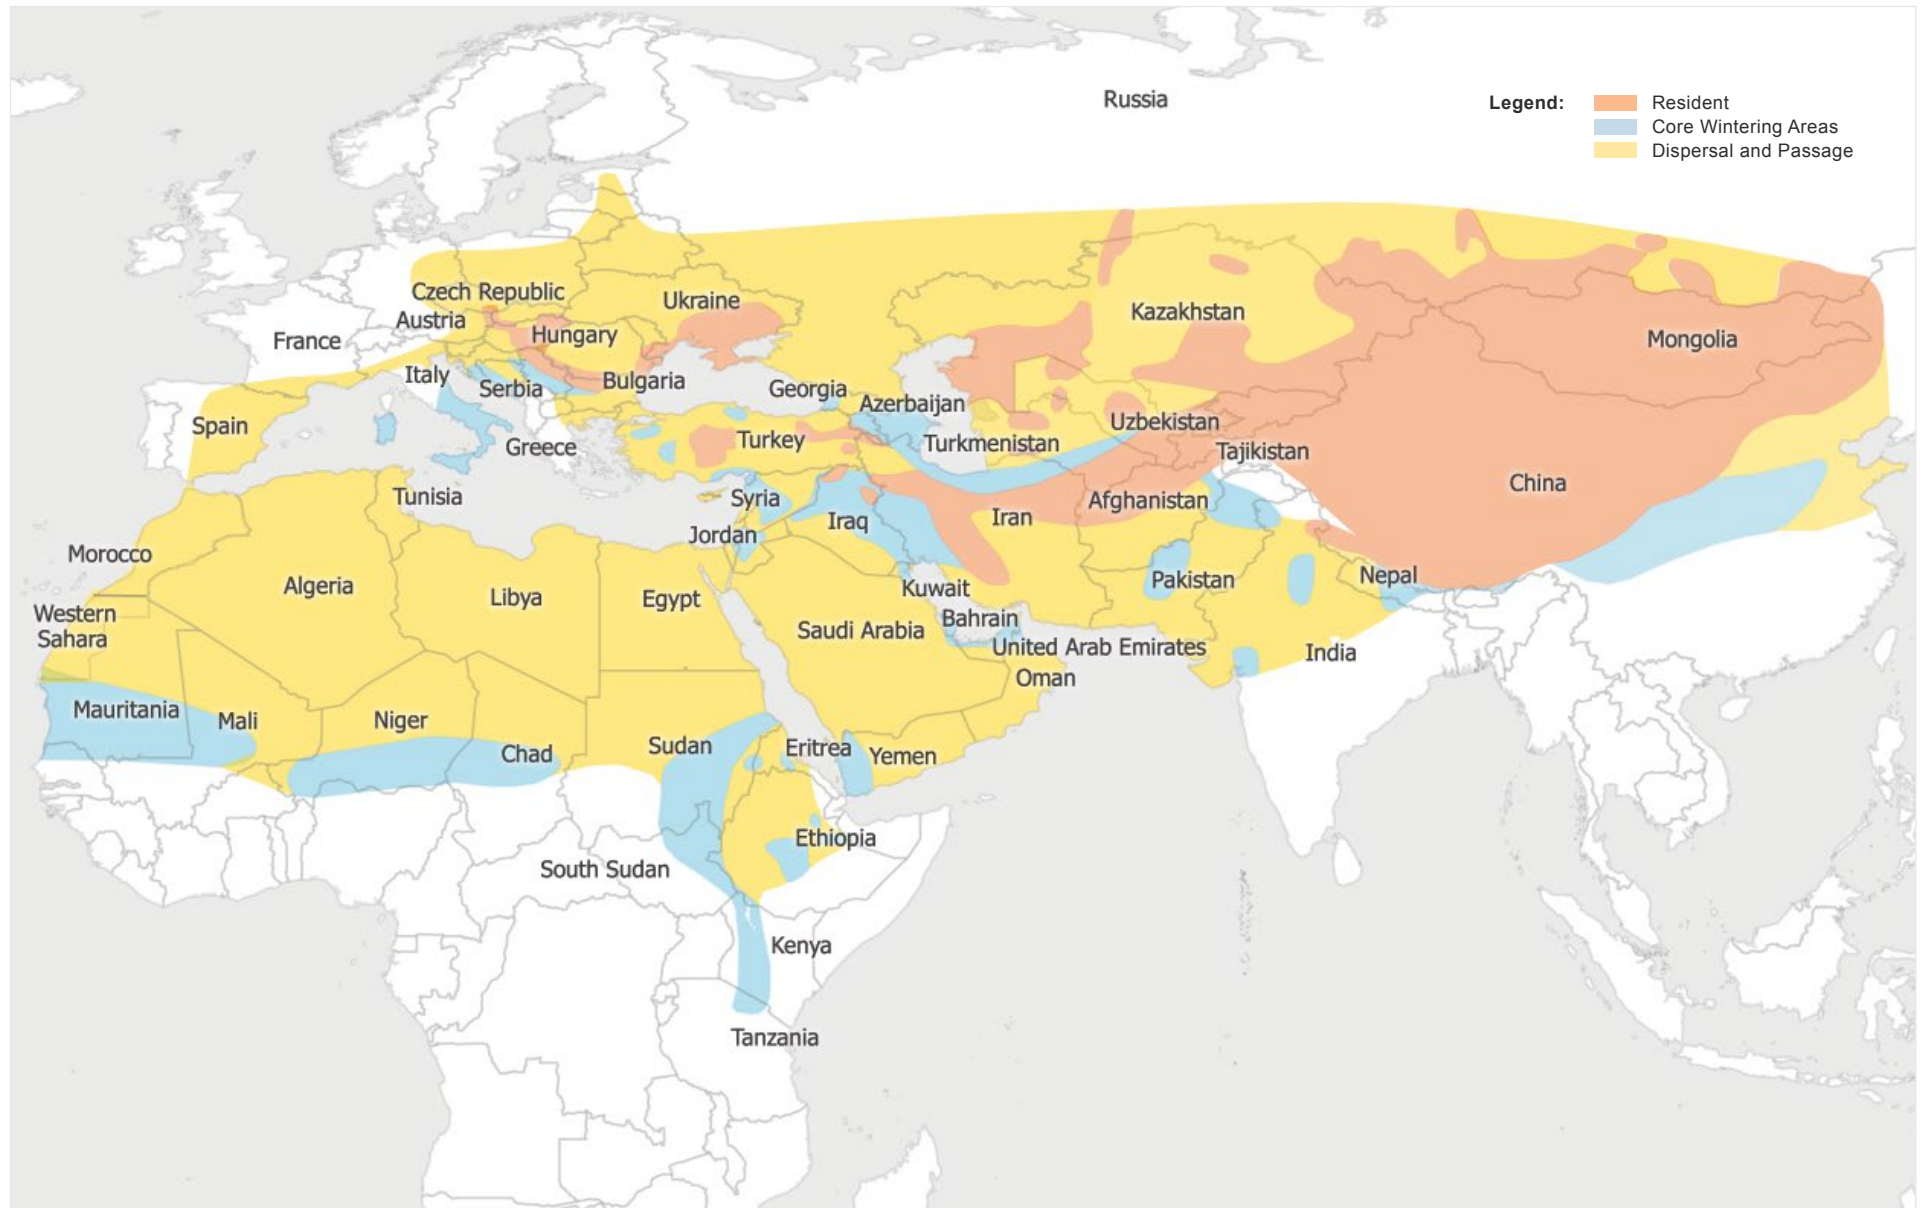 Russia
Legend:
Resident
Core Wintering Areas
Dispersal and Passage
Czech Republic
Ukraine
Austria
Kazakhstan
France
Hungary
Mongolia
Italy
Serbia
Bulgaria
Georgia
Azerbaijan
Spain
Greece
Turkey
Turkmenistan
Uzbekistan
Tajikistan
China
Tunisia
Syria
Afghanistan
Iraq
Iran
Jordan
Morocco
Algeria
Libya
Egypt
Kuwait
Pakistan
Nepal
Western
Sahara
Saudi Arabia
Bahrain
United Arab Emirates
India
Oman
Mauritania
Mali
Niger
Chad
Sudan
Eritrea
Yemen
Ethiopia
South Sudan
Kenya
Tanzania